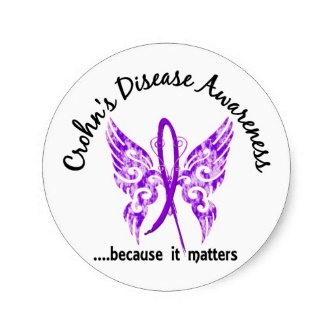 Crohn's Disease Awareness
....because it matters